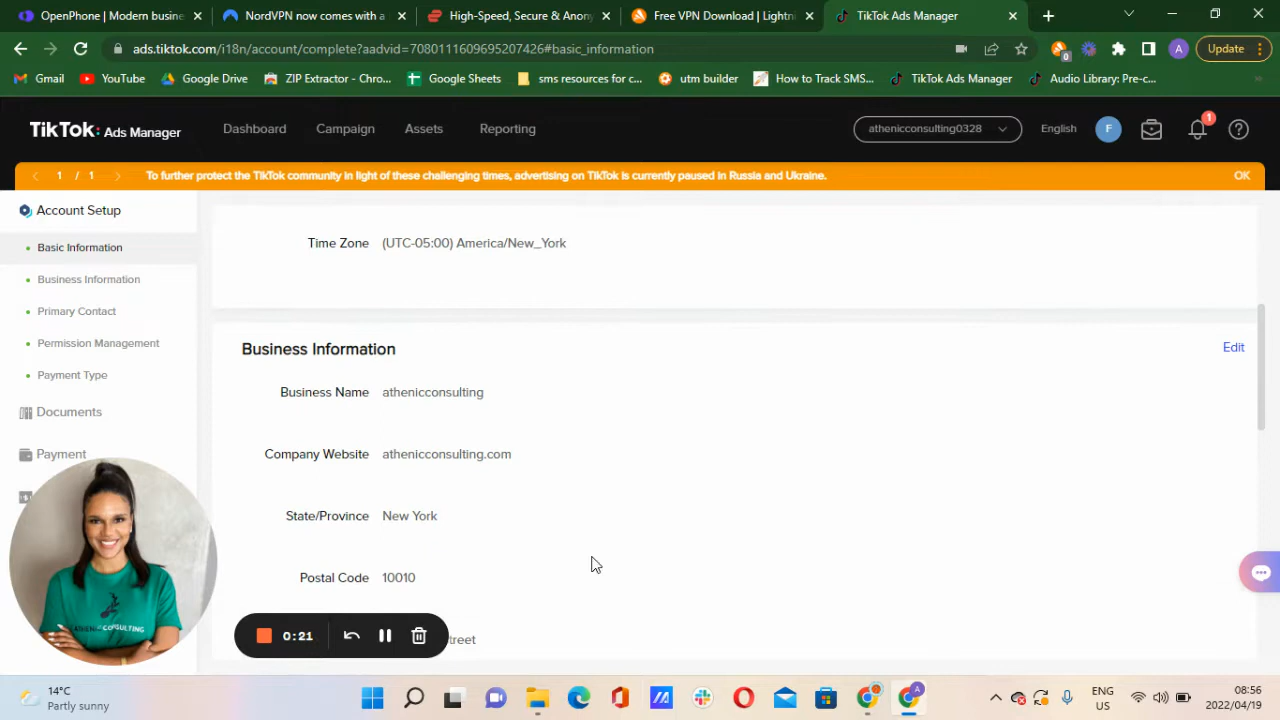 OpenPhone | Modern busine
NordVPN now comes with a
High-Speed, Secure & Anony
Free VPN Download | Lightni
TikTok Ads Manager
ads.tiktok.com/i18n/account/complete?aadvid=7080111609695207426#basic_information
0
A
Update
Gmail
YouTube
Google Drive
ZIP Extractor - Chro...
Google Sheets
sms resources for c...
utm builder
How to Track SMS...
TikTok Ads Manager
Audio Library: Pre-c...
TikTok: Ads Manager
Dashboard
Campaign
Assets
Reporting
athenicconsulting0328
English
F
1
1 / 1
To further protect the TikTok community in light of these challenging times, advertising on TikTok is currently paused in Russia and Ukraine.
OK
Account Setup
Basic Information
Business Information
Primary Contact
Permission Management
Payment Type
Documents
Payment
Time Zone (UTC-05:00) America/New_York
Business Information
Edit
Business Name athenicconsulting
Company Website athenicconsulting.com
State/Province New York
Postal Code 10010
treet
0:21
14°C
Partly sunny
A
ENG
US
08:56
2022/04/19